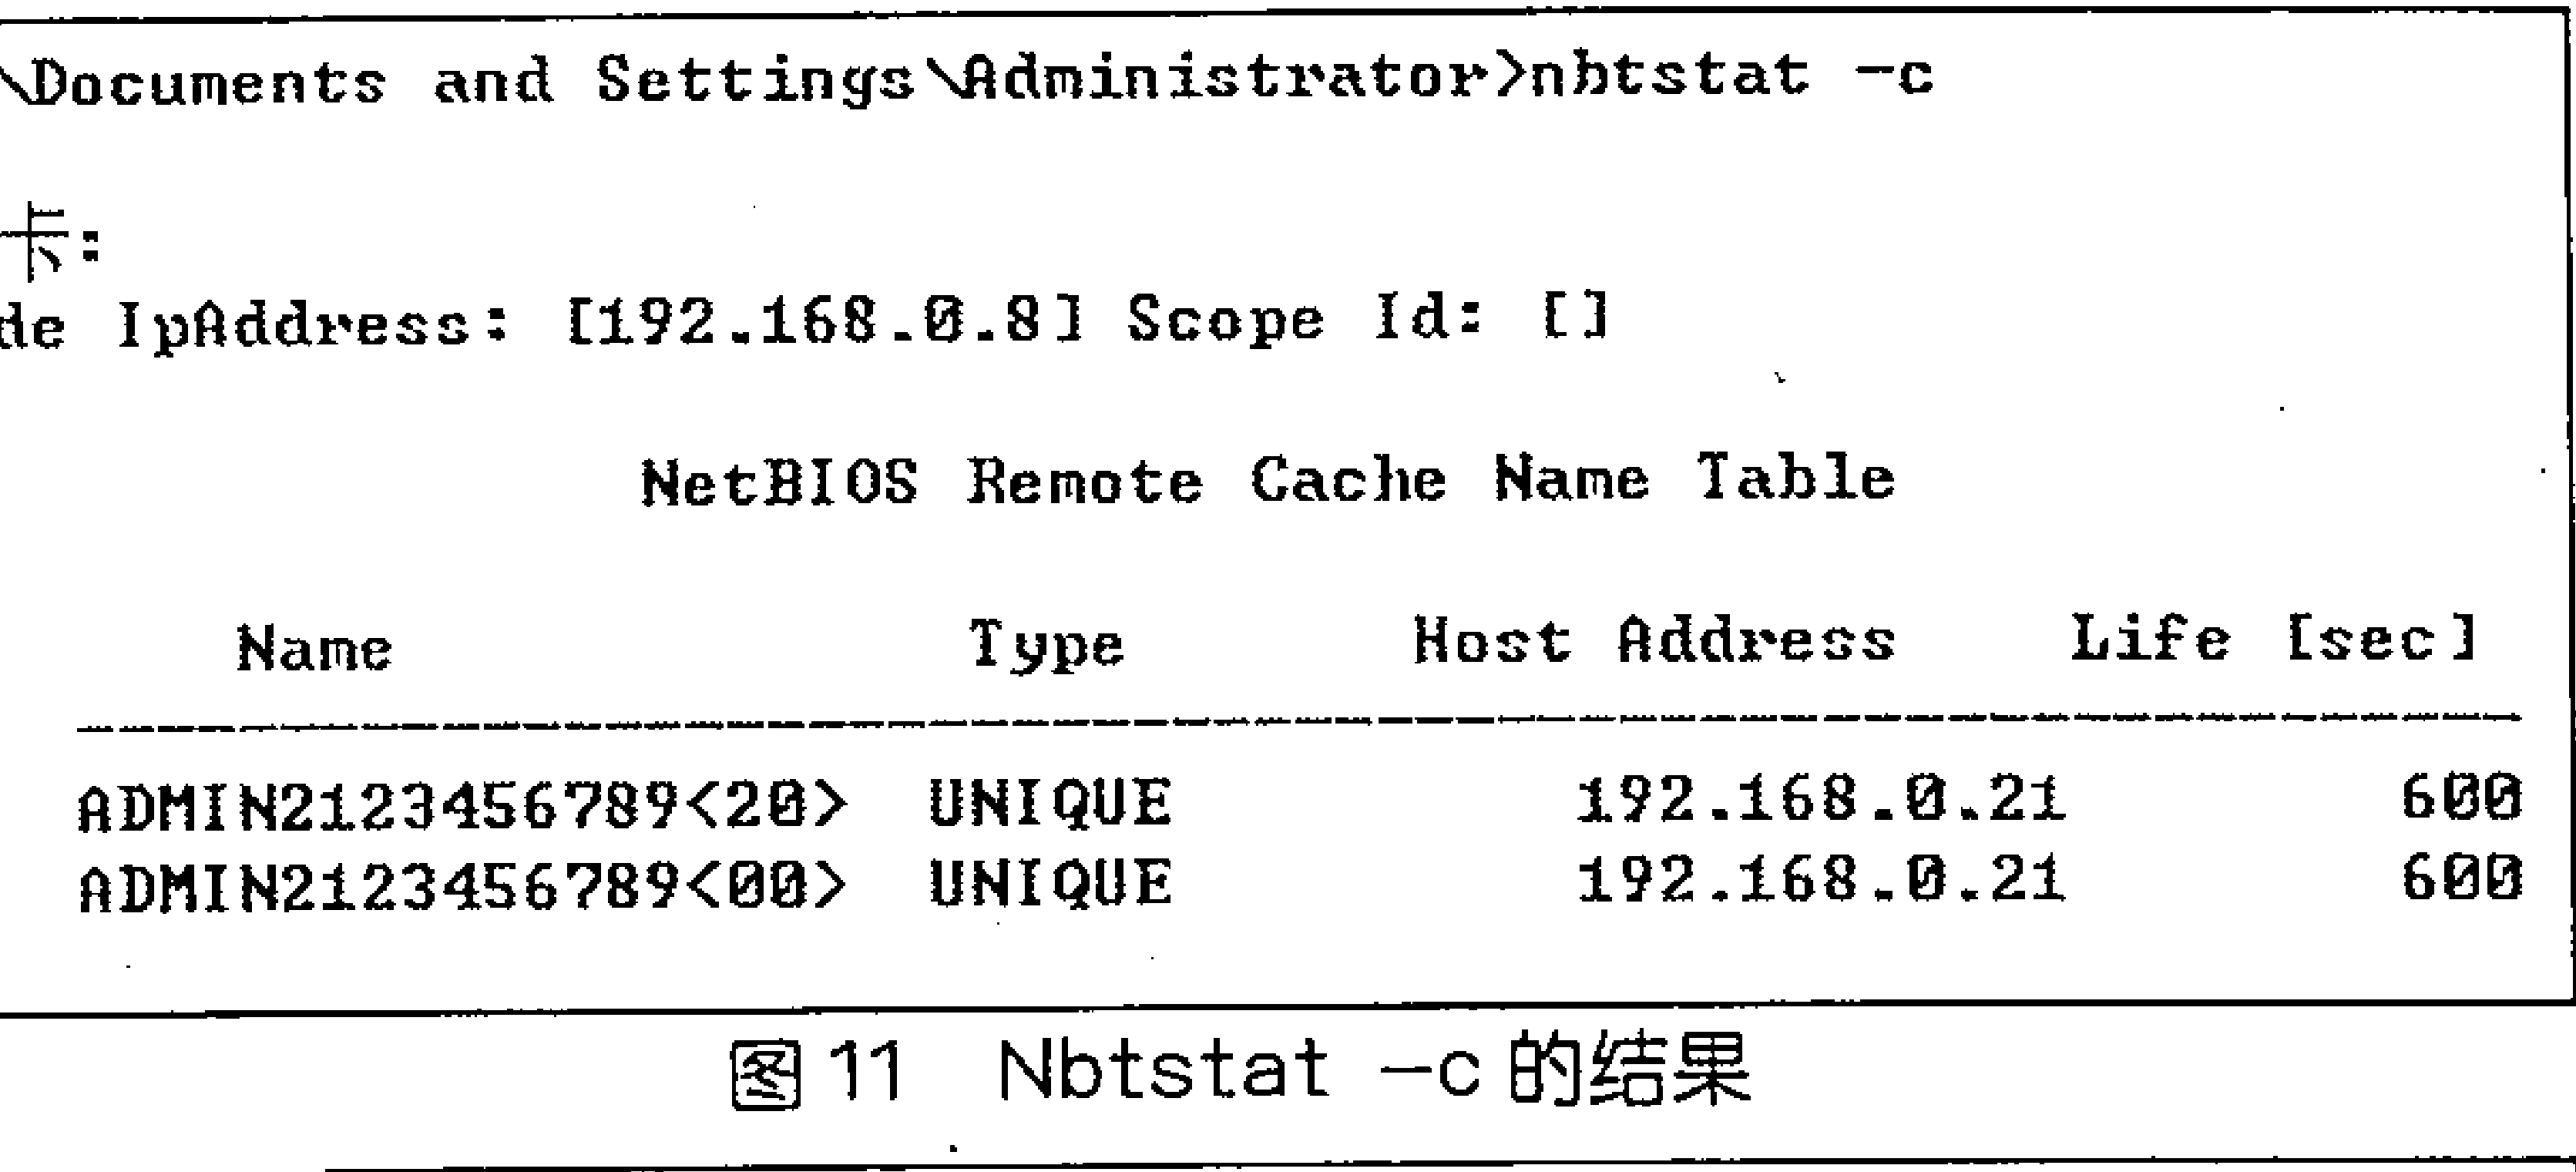 \Documents and Settings\Administrator>nbtstat -c
卡:
de IpAddress: [192.168.0.8] Scope Id: []
NetBIOS Remote Cache Name Table
Name Type Host Address Life [sec]
------------------------------------------------------------
ADMIN2123456789<20> UNIQUE 192.168.0.21 600
ADMIN2123456789<00> UNIQUE 192.168.0.21 600
图 11 Nbtstat -c 的结果